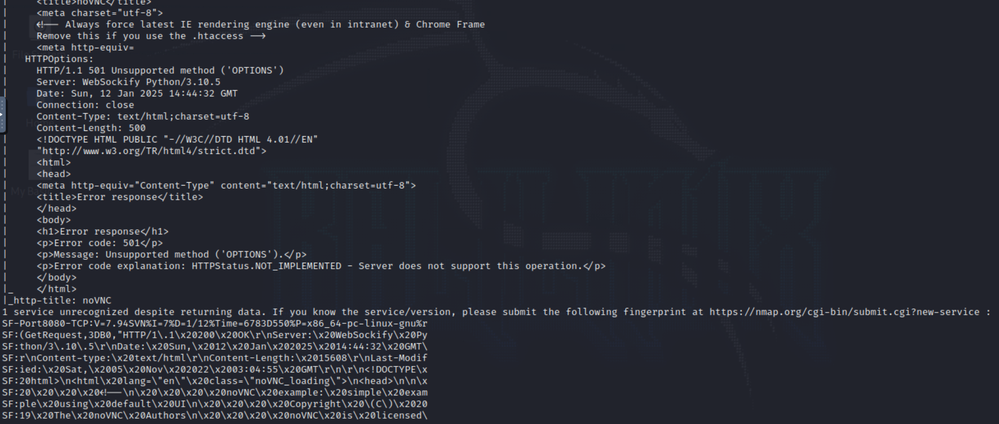 <title>noVNC</title>
|     <meta charset="utf-8">
|     <!-- Always force latest IE rendering engine (even in intranet) & Chrome Frame
|     Remove this if you use the .htaccess -->
|     <meta http-equiv=
|   HTTPOptions:
|     HTTP/1.1 501 Unsupported method ('OPTIONS')
|     Server: WebSockify Python/3.10.5
|     Date: Sun, 12 Jan 2025 14:44:32 GMT
|     Connection: close
|     Content-Type: text/html;charset=utf-8
|     Content-Length: 500
|     <!DOCTYPE HTML PUBLIC "-//W3C//DTD HTML 4.01//EN"
|     "http://www.w3.org/TR/html4/strict.dtd">
|     <html>
|     <head>
|     <meta http-equiv="Content-Type" content="text/html;charset=utf-8">
|     <title>Error response</title>
|     </head>
|     <body>
|     <h1>Error response</h1>
|     <p>Error code: 501</p>
|     <p>Message: Unsupported method ('OPTIONS').</p>
|     <p>Error code explanation: HTTPStatus.NOT_IMPLEMENTED - Server does not support this operation.</p>
|     </body>
|_    </html>
|_http-title: noVNC
1 service unrecognized despite returning data. If you know the service/version, please submit the following fingerprint at https://nmap.org/cgi-bin/submit.cgi?new-service :
SF-Port8080-TCP:V=7.94SVN%I=7%D=1/12%Time=6783D550%P=x86_64-pc-linux-gnu%r
SF:(GetRequest,3DB0,"HTTP/1\.1\x20200\x20OK\r\nServer:\x20WebSockify\x20Py
SF:thon/3\.10\.5\r\nDate:\x20Sun,\x2012\x20Jan\x202025\x2014:44:32\x20GMT\
SF:r\nContent-type:\x20text/html\r\nContent-Length:\x2015608\r\nLast-Modif
SF:ied:\x20Sat,\x2005\x20Nov\x202022\x2003:04:55\x20GMT\r\n\r\n<!DOCTYPE\x
SF:20html>\n<html\x20lang=\"en\"\x20class=\"noVNC_loading\">\n<head>\n\n\x
SF:20\x20\x20\x20<!--\n\x20\x20\x20\x20noVNC\x20example:\x20simple\x20exam
SF:ple\x20using\x20default\x20UI\n\x20\x20\x20\x20Copyright\x20\(C\)\x2020
SF:19\x20The\x20noVNC\x20Authors\n\x20\x20\x20\x20noVNC\x20is\x20licensed\